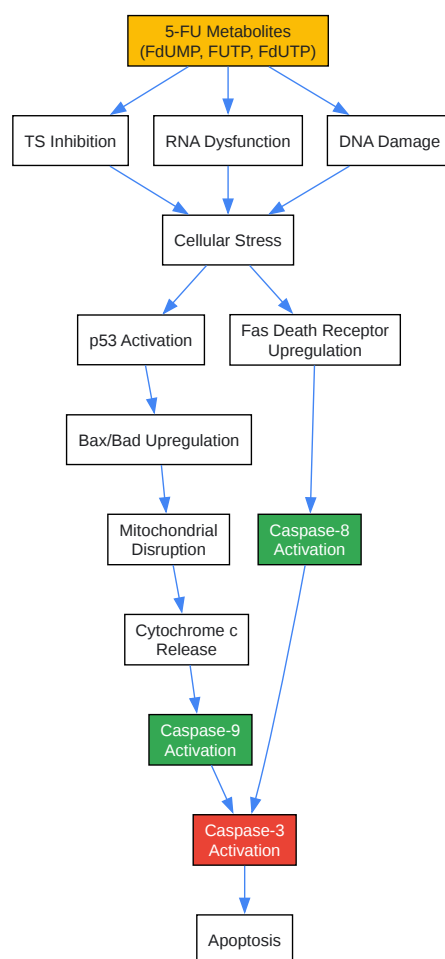 5-FU Metabolites
(FdUMP, FUTP, FdUTP)
TS Inhibition
RNA Dysfunction
DNA Damage
Cellular Stress
p53 Activation
Fas Death Receptor
Upregulation
Bax/Bad Upregulation
Mitochondrial
Disruption
Caspase-8
Activation
Cytochrome c
Release
Caspase-9
Activation
Caspase-3
Activation
Apoptosis